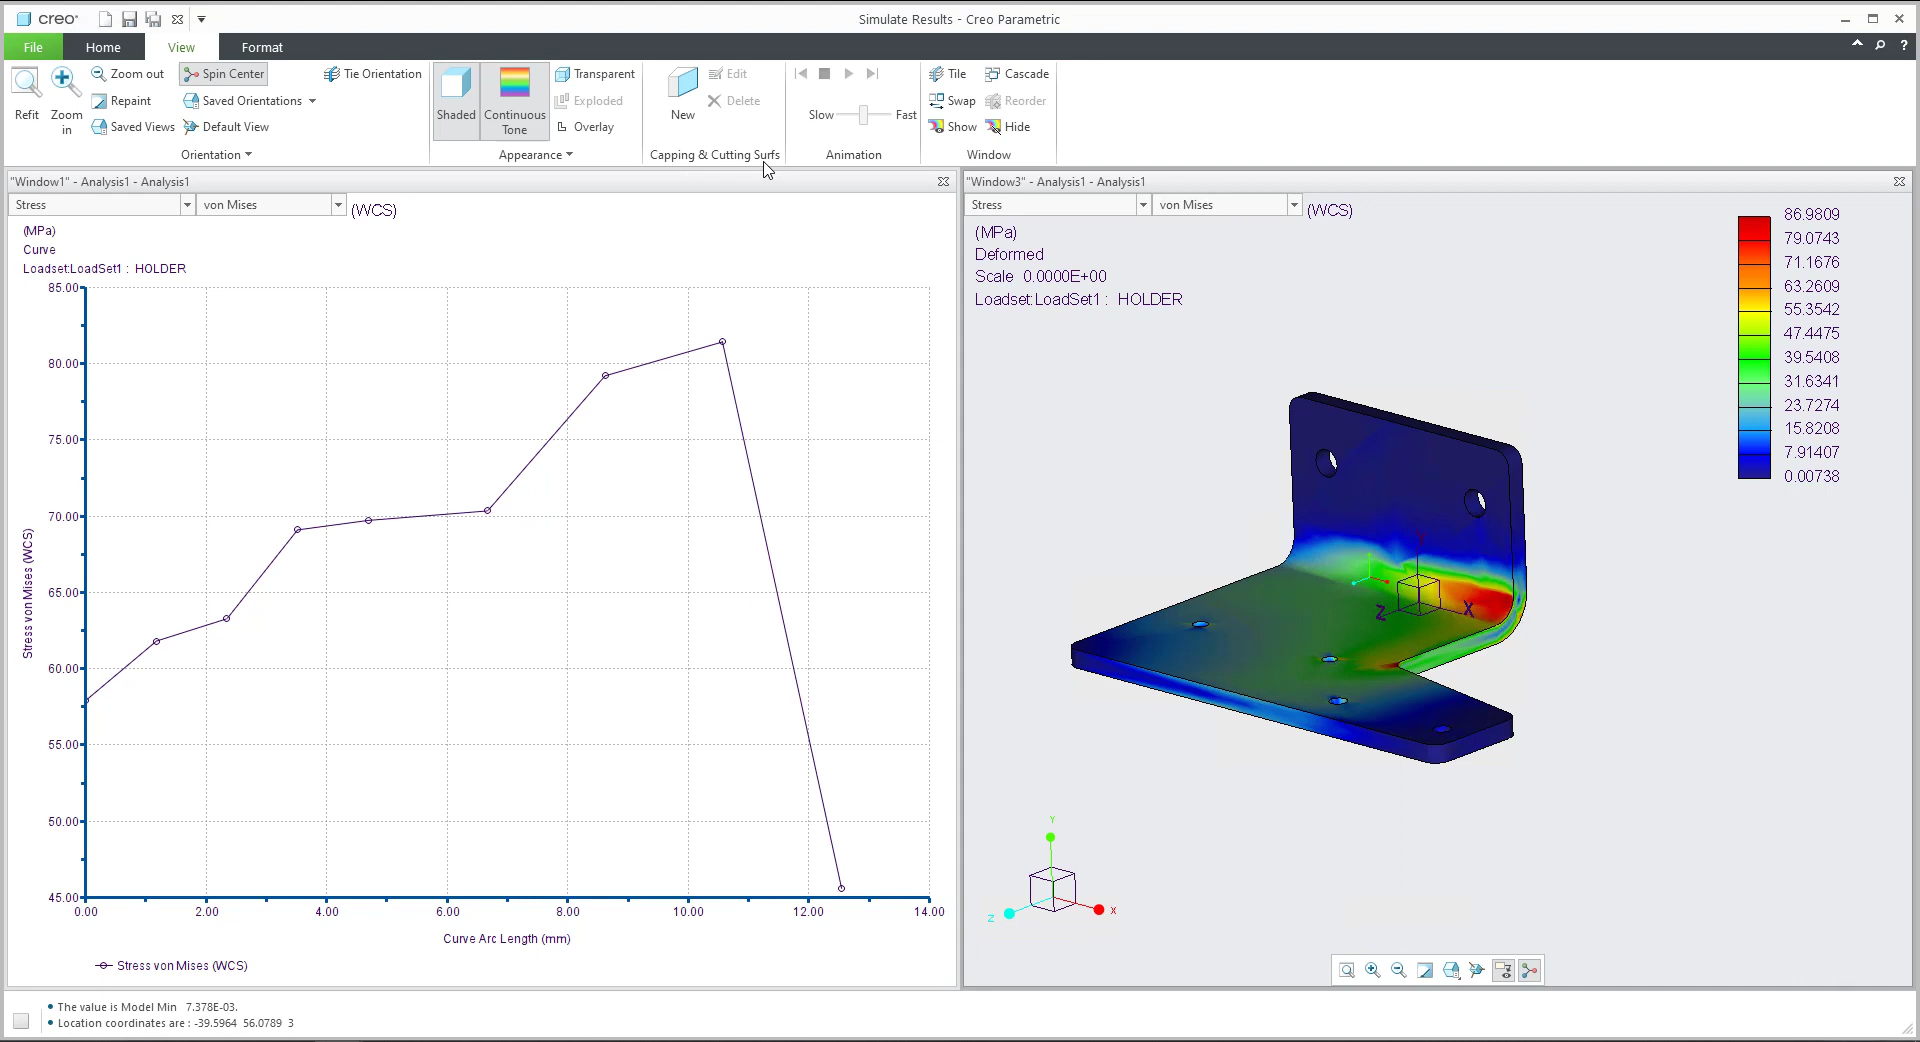 creo®
Simulate Results - Creo Parametric
File
Home
View
Format
Refit
Zoom
in
Zoom out
Repaint
Saved Views
Spin Center
Saved Orientations
Default View
Tie Orientation
Orientation
Shaded
Continuous
Tone
Transparent
Exploded
Overlay
Appearance
New
Edit
Delete
Capping & Cutting Surfs
Slow
Fast
Animation
Tile
Cascade
Swap
Reorder
Show
Hide
Window
"Window1" - Analysis1 - Analysis1
Stress
von Mises
(WCS)
(MPa)
Curve
Loadset:LoadSet1 : HOLDER
85.00
80.00
75.00
70.00
65.00
60.00
55.00
50.00
45.00
Stress von Mises (WCS)
0.00
2.00
4.00
6.00
8.00
10.00
12.00
14.00
Curve Arc Length (mm)
Stress von Mises (WCS)
"Window3" - Analysis1 - Analysis1
Stress
von Mises
(WCS)
(MPa)
Deformed
Scale 0.0000E+00
Loadset:LoadSet1 : HOLDER
86.9809
79.0743
71.1676
63.2609
55.3542
47.4475
39.5408
31.6341
23.7274
15.8208
7.91407
0.00738
Y
Z
X
Y
Z
X
The value is Model Min 7.378E-03.
Location coordinates are : -39.5964 56.0789 3